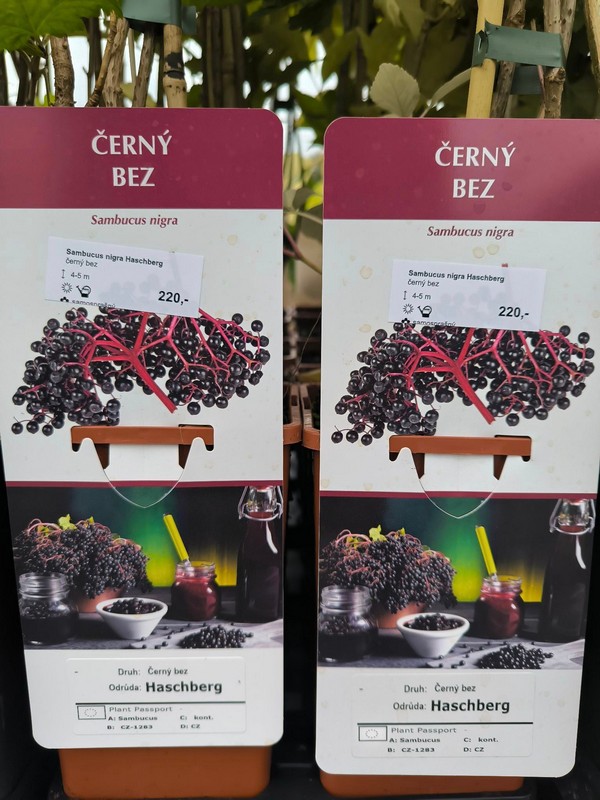 ČERNÝ
BEZ
Sambucus nigra
Sambucus nigra Haschberg
černý bez
4-5 m
220,-
samosprašný
Druh: Černý bez
Odrůda: Haschberg
Plant Passport -
A: Sambucus C: kont.
B: CZ-1283 D: CZ
ČERNÝ
BEZ
Sambucus nigra
Sambucus nigra Haschberg
černý bez
4-5 m
220,-
samosprašný
Druh: Černý bez
Odrůda: Haschberg
Plant Passport -
A: Sambucus C: kont.
B: CZ-1283 D: CZ